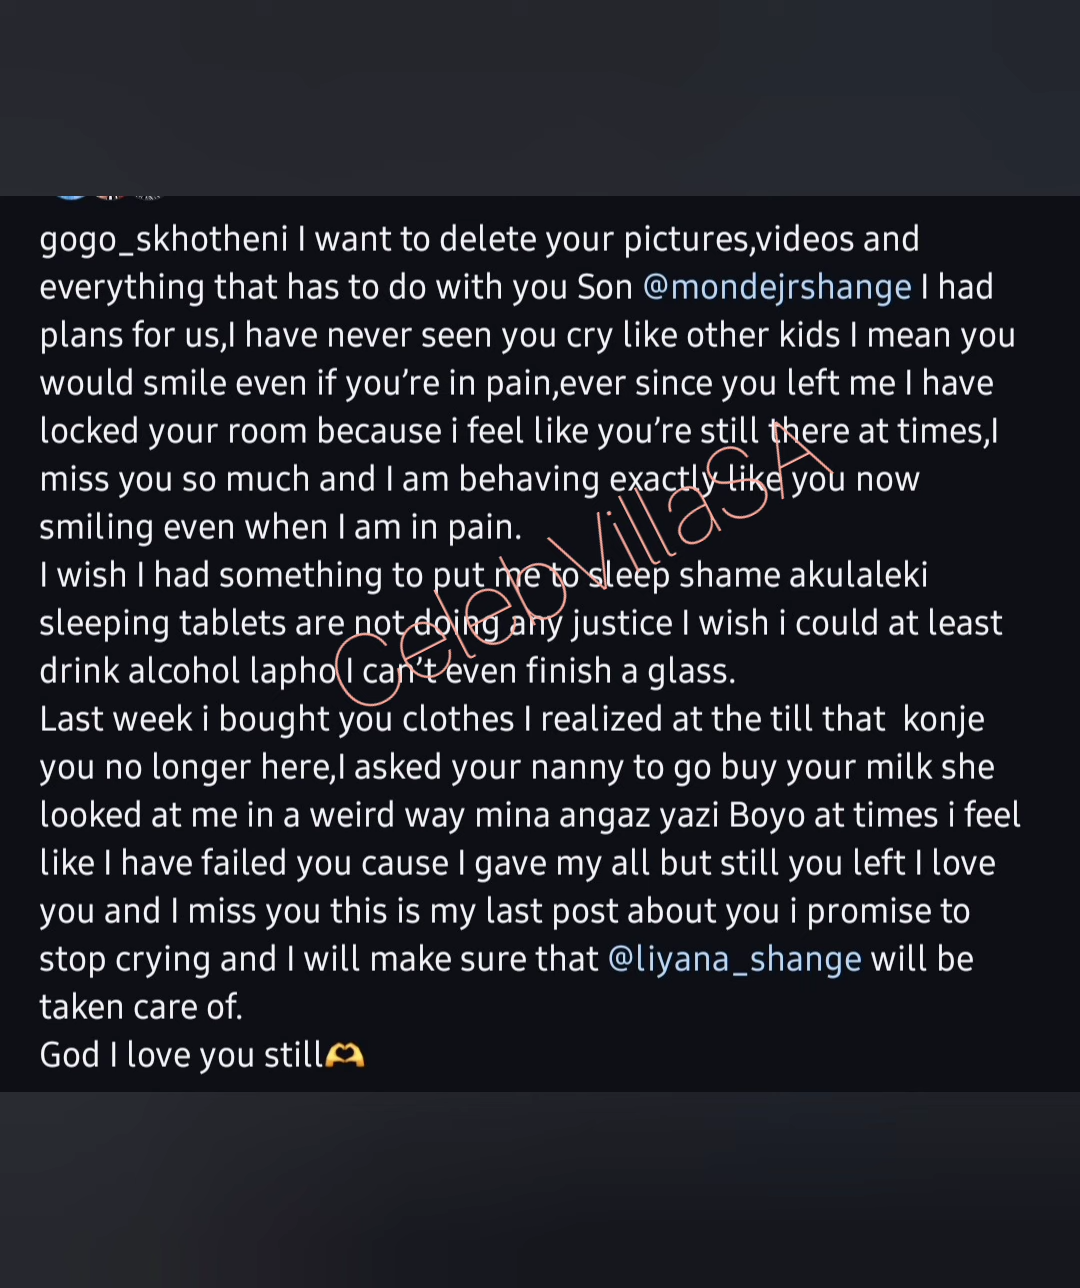 gogo_skhotheni I want to delete your pictures,videos and
everything that has to do with you Son @mondejrshange I had
plans for us,I have never seen you cry like other kids I mean you
would smile even if you’re in pain,ever since you left me I have
locked your room because i feel like you’re still there at times,I
miss you so much and I am behaving exactly like you now
smiling even when I am in pain.
I wish I had something to put me to sleep shame akulaleki
sleeping tablets are not doing any justice I wish i could at least
drink alcohol lapho I can’t even finish a glass.
Last week i bought you clothes I realized at the till that  konje
you no longer here,I asked your nanny to go buy your milk she
looked at me in a weird way mina angaz yazi Boyo at times i feel
like I have failed you cause I gave my all but still you left I love
you and I miss you this is my last post about you i promise to
stop crying and I will make sure that @liyana_shange will be
taken care of.
God I love you still🫶
CelebVillaSA